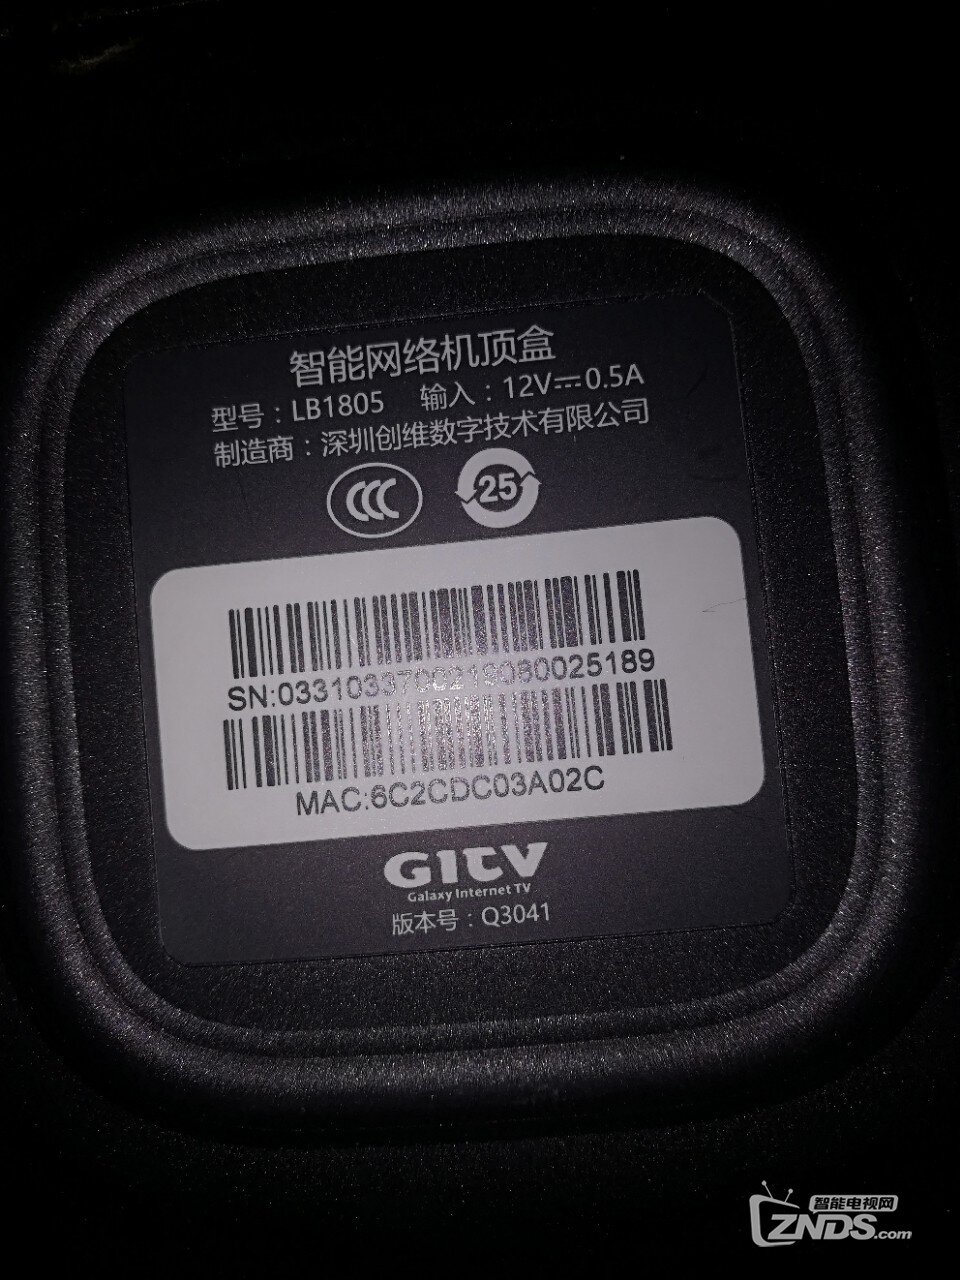 智能网络机顶盒
型号：LB1805 输入：12V⎓0.5A
制造商：深圳创维数字技术有限公司
CCC 25
MAC:6C2CDC03A02C
GITV
Galaxy Internet TV
版本号：Q3041
智能电视网
ZNDS.com